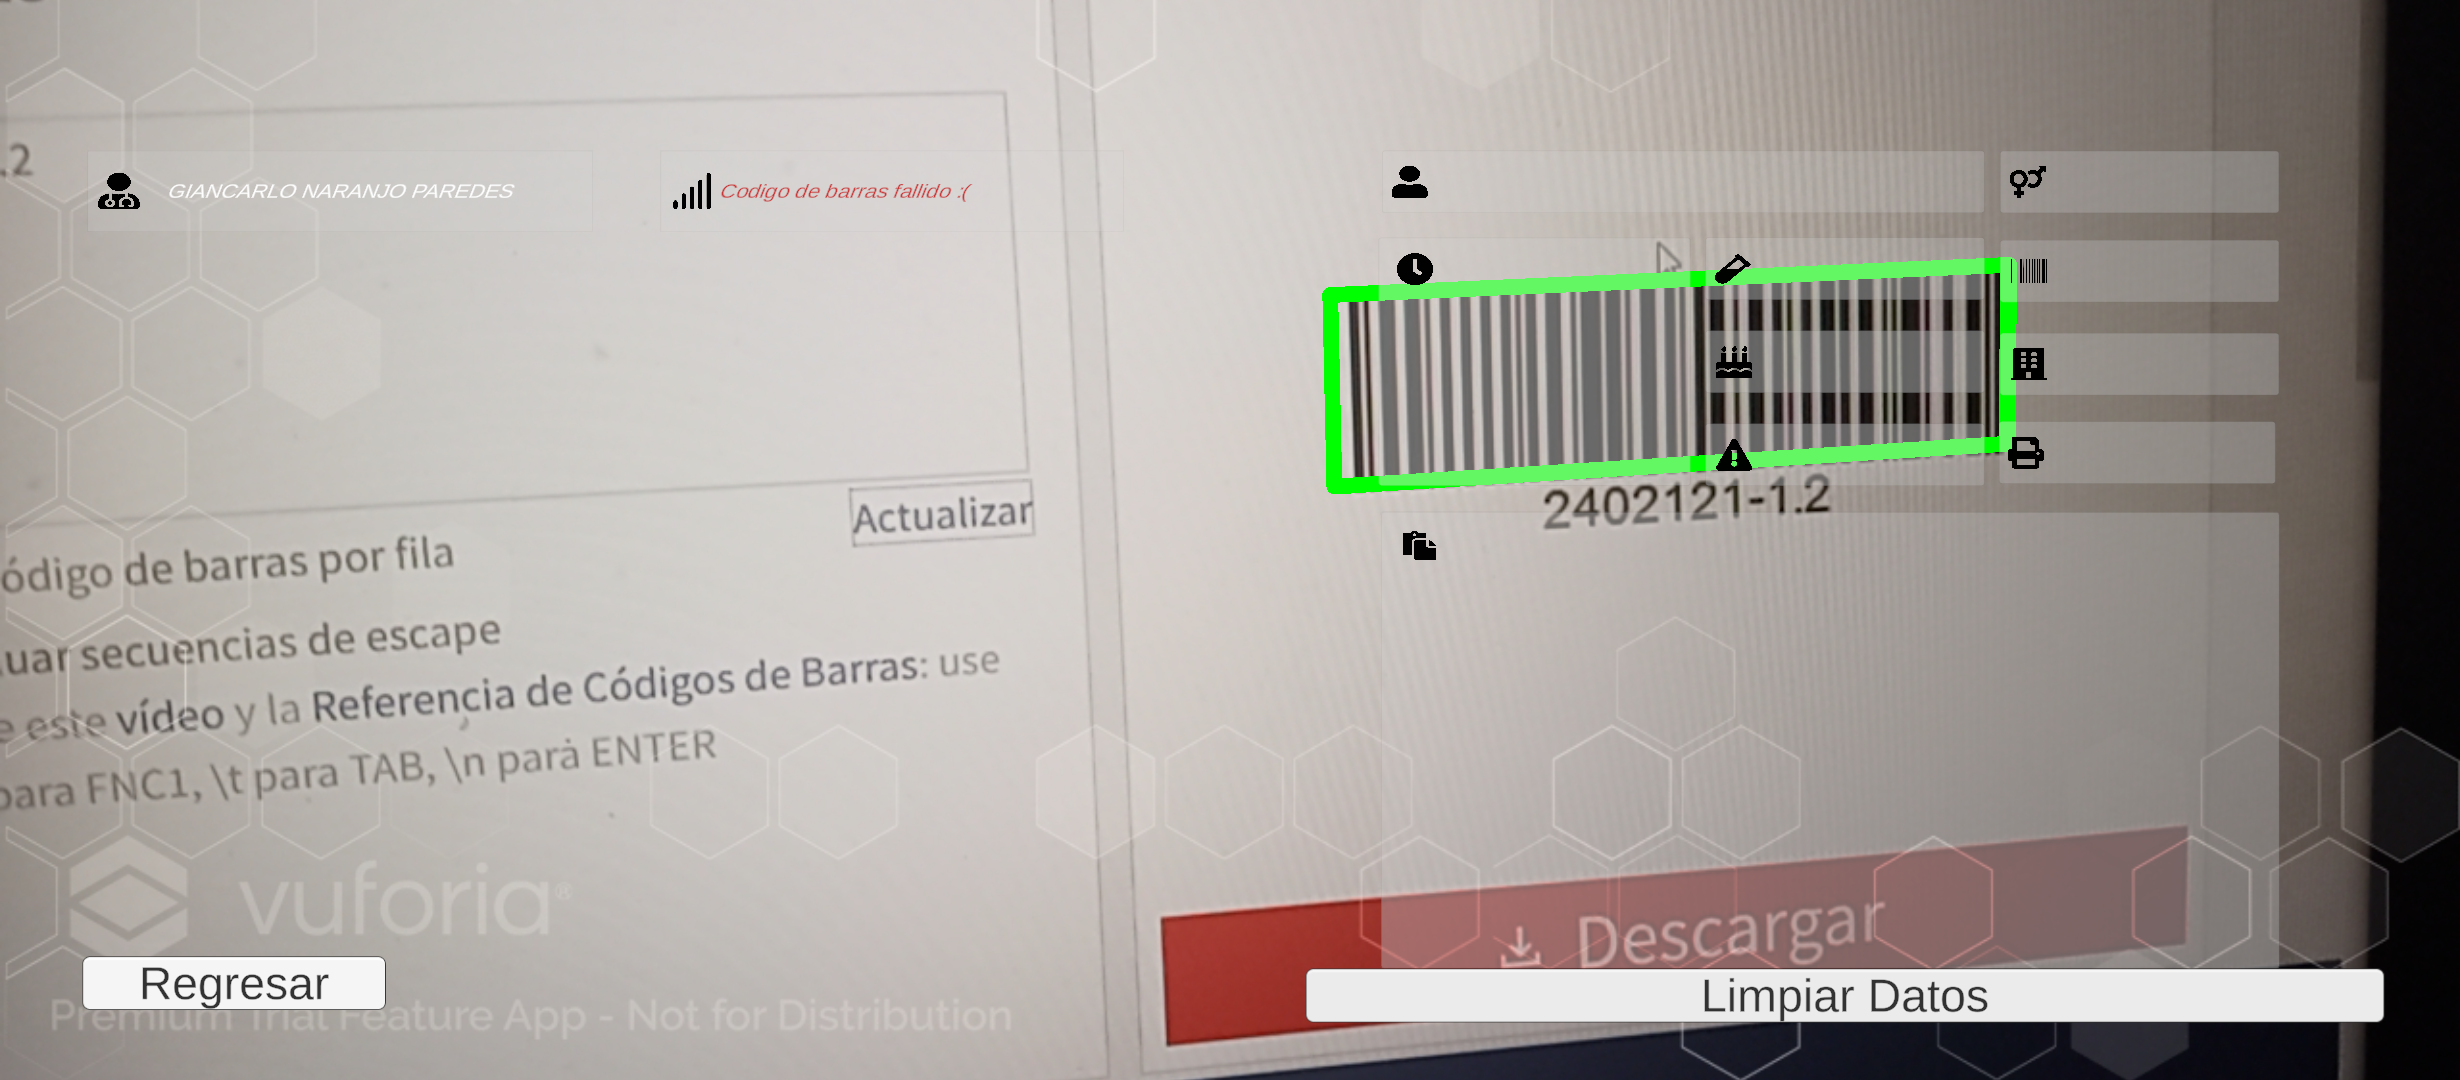 .2
GIANCARLO NARANJO PAREDES
Codigo de barras fallido :(
Actualizar
2402121-1.2
ódigo de barras por fila
uar secuencias de escape
e este vídeo y la Referencia de Códigos de Barras: use
para FNC1, \t para TAB, \n para ENTER
vuforia®
Descargar
Regresar
Limpiar Datos
Premium Trial Feature App - Not for Distribution